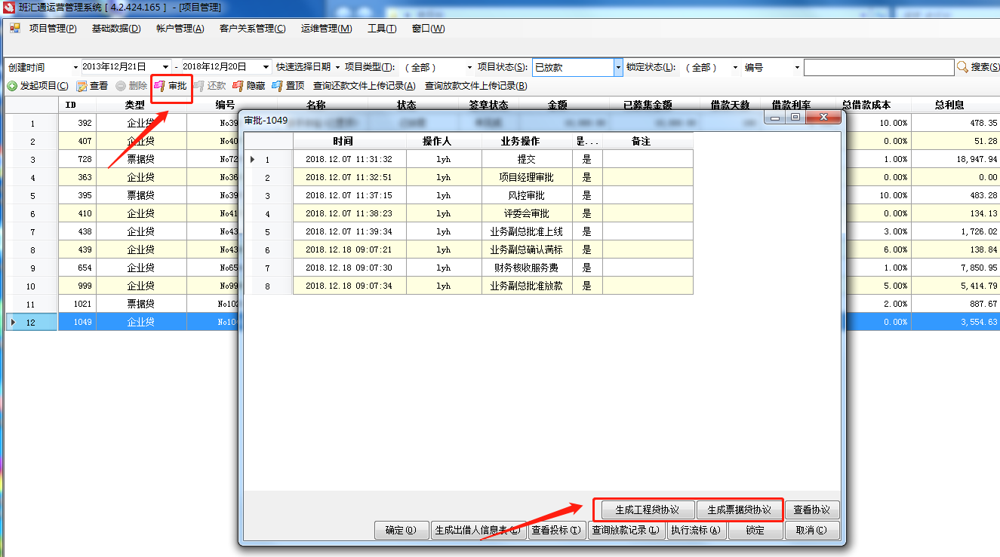 班汇通运营管理系统 [ 4.2.424.165 ] - [项目管理]
项目管理(P) 基础数据(D) 帐户管理(A) 客户关系管理(C) 运维管理(M) 工具(T) 窗口(W)
创建时间 2013年12月21日 - 2018年12月20日 快速选择日期 项目类型(T): (全部) 项目状态(S): 已放款 锁定状态(L): (全部) 编号 搜索(S)
发起项目(C) 查看 删除 审批 还款 隐藏 置顶 查询还款文件上传记录(A) 查询放款文件上传记录(B)
ID 类型 编号 名称 状态 签章状态 金额 已募集金额 借款天数 借款利率 总借款成本 总利息
1 392 企业贷 No39 10.00% 478.35
2 407 企业贷 No40 0.00% 51.28
3 728 票据贷 No72 1.00% 18,947.94
4 363 企业贷 No36 0.00% 0.00
5 395 票据贷 No39 10.00% 483.28
6 410 企业贷 No41 0.00% 134.13
7 438 企业贷 No43 3.00% 1,726.02
8 439 企业贷 No43 6.00% 138.84
9 654 企业贷 No65 1.00% 7,850.95
10 999 企业贷 No99 5.00% 5,414.79
11 1021 票据贷 No102 2.00% 887.67
12 1049 企业贷 No104 0.00% 3,554.63
审批-1049
时间 操作人 业务操作 是... 备注
1 2018.12.07 11:31:32 lyh 提交 是
2 2018.12.07 11:32:51 lyh 项目经理审批 是
3 2018.12.07 11:37:15 lyh 风控审批 是
4 2018.12.07 11:38:23 lyh 评委会审批 是
5 2018.12.07 11:39:34 lyh 业务副总批准上线 是
6 2018.12.18 09:07:21 lyh 业务副总确认满标 是
7 2018.12.18 09:07:30 lyh 财务核收服务费 是
8 2018.12.18 09:07:34 lyh 业务副总批准放款 是
生成工程贷协议 生成票据贷协议 查看协议
确定(O) 生成出借人信息表(L) 查看投标(T) 查询放款记录(L) 执行流标(A) 锁定 取消(C)